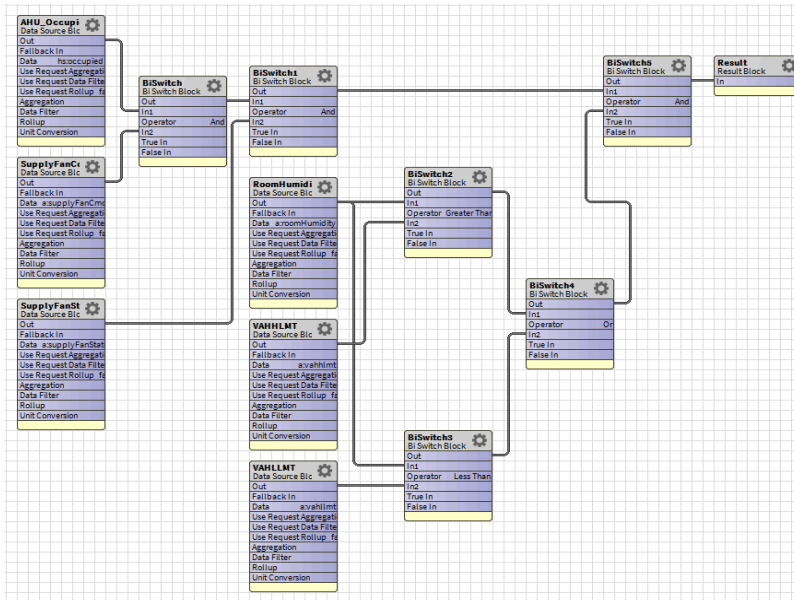 AHU_Occupi
Data Source Blc
Out
Fallback In
Data hs:occupied
Use Request Aggregati
Use Request Data Filte
Use Request Rollup fa
Aggregation
Data Filter
Rollup
Unit Conversion
SupplyFanCo
Data Source Blc
Out
Fallback In
Data a:supplyFanCmd
Use Request Aggregati
Use Request Data Filte
Use Request Rollup fa
Aggregation
Data Filter
Rollup
Unit Conversion
SupplyFanSt
Data Source Blc
Out
Fallback In
Data a:supplyFanStat
Use Request Aggregati
Use Request Data Filte
Use Request Rollup fa
Aggregation
Data Filter
Rollup
Unit Conversion
BiSwitch
Bi Switch Block
Out
In1
Operator And
In2
True In
False In
BiSwitch1
Bi Switch Block
Out
In1
Operator And
In2
True In
False In
RoomHumidi
Data Source Blc
Out
Fallback In
Data a:roomHumidity
Use Request Aggregati
Use Request Data Filte
Use Request Rollup fa
Aggregation
Data Filter
Rollup
Unit Conversion
VAHHLMT
Data Source Blc
Out
Fallback In
Data a:vahhlmt
Use Request Aggregati
Use Request Data Filte
Use Request Rollup fa
Aggregation
Data Filter
Rollup
Unit Conversion
VAHLLMT
Data Source Blc
Out
Fallback In
Data a:vahllmt
Use Request Aggregati
Use Request Data Filte
Use Request Rollup fa
Aggregation
Data Filter
Rollup
Unit Conversion
BiSwitch2
Bi Switch Block
Out
In1
Operator Greater Than
In2
True In
False In
BiSwitch3
Bi Switch Block
Out
In1
Operator Less Than
In2
True In
False In
BiSwitch4
Bi Switch Block
Out
In1
Operator Or
In2
True In
False In
BiSwitch5
Bi Switch Block
Out
In1
Operator And
In2
True In
False In
Result
Result Block
In